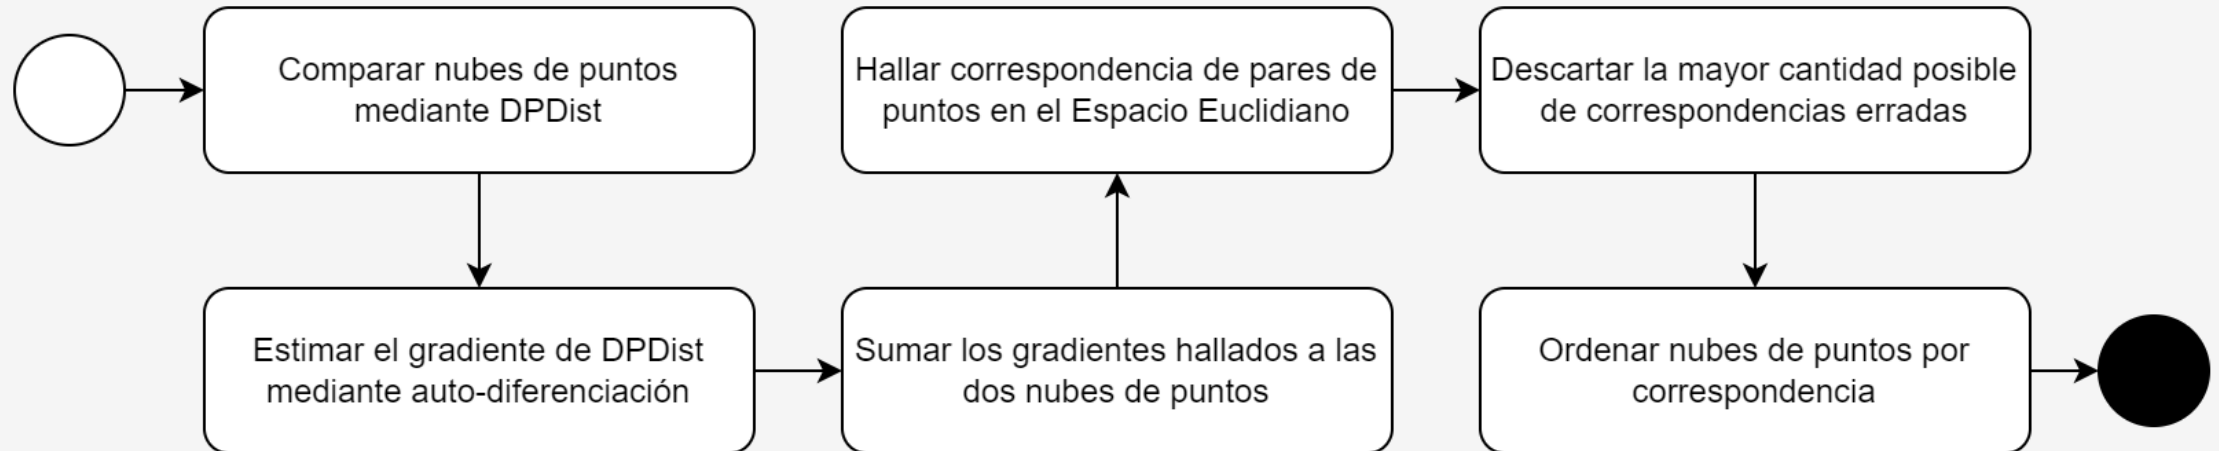 Comparar nubes de puntos
mediante DPDist
Estimar el gradiente de DPDist
mediante auto-diferenciación
Sumar los gradientes hallados a las
dos nubes de puntos
Hallar correspondencia de pares de
puntos en el Espacio Euclidiano
Descartar la mayor cantidad posible
de correspondencias erradas
Ordenar nubes de puntos por
correspondencia